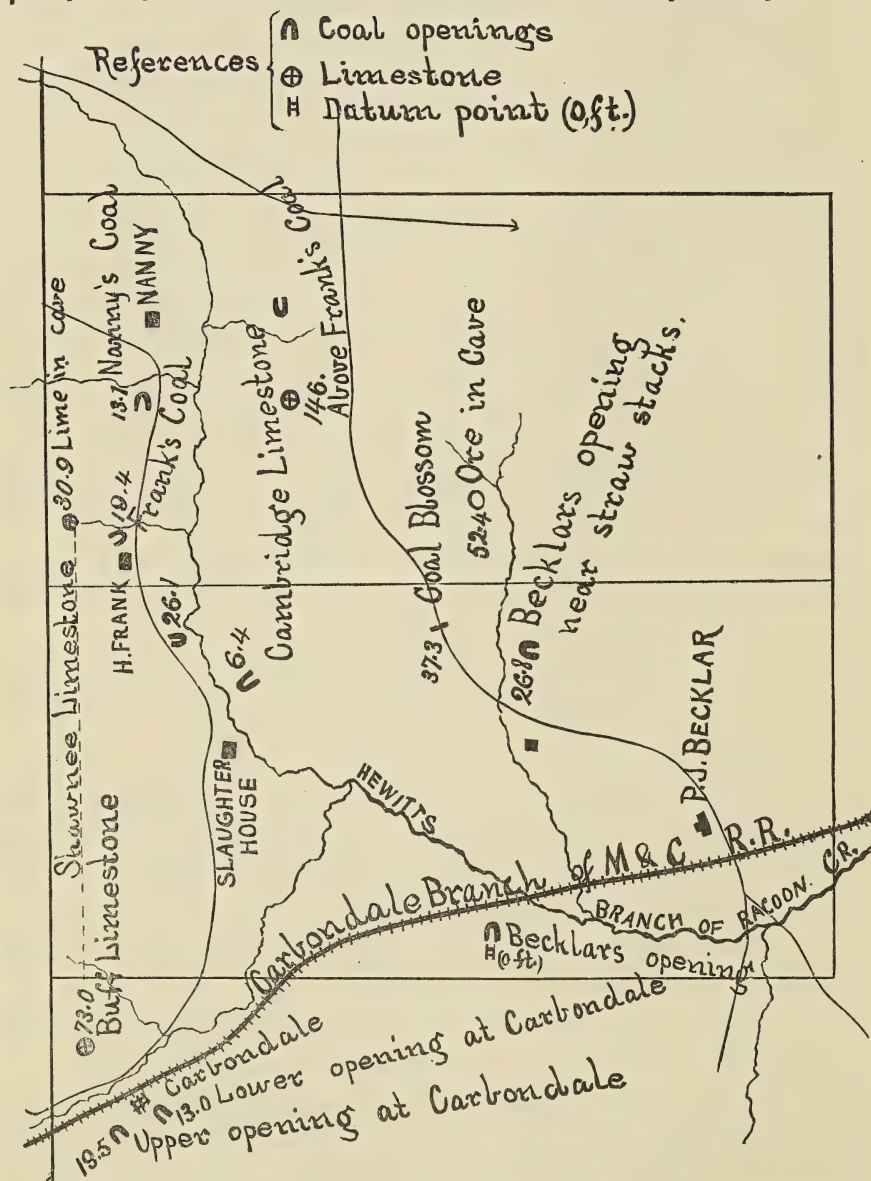 References
Coal openings
Limestone
Datum point (0,ft.)
Nanny's Coal
NANNY
13.1
30.9 Lime in cave
Frank's Coal
19.4
H.FRANK
26.1
Shawnee Limestone
Frank's Coal
Cambridge Limestone
146.
Above Frank's Coal
6.4
Coal Blossom
37.3
52.40 Ore in Cave
26.8 Becklars opening
near straw stacks.
SLAUGHTER
HOUSE
HEWITTS
BRANCH OF RACOON. CR.
P.J.BECKLAR
Carbondale Branch of M & C R.R.
Becklars opening
(0 ft.)
73.0
Buff Limestone
Carbondale
13.0 Lower opening at Carbondale
19.5 Upper opening at Carbondale